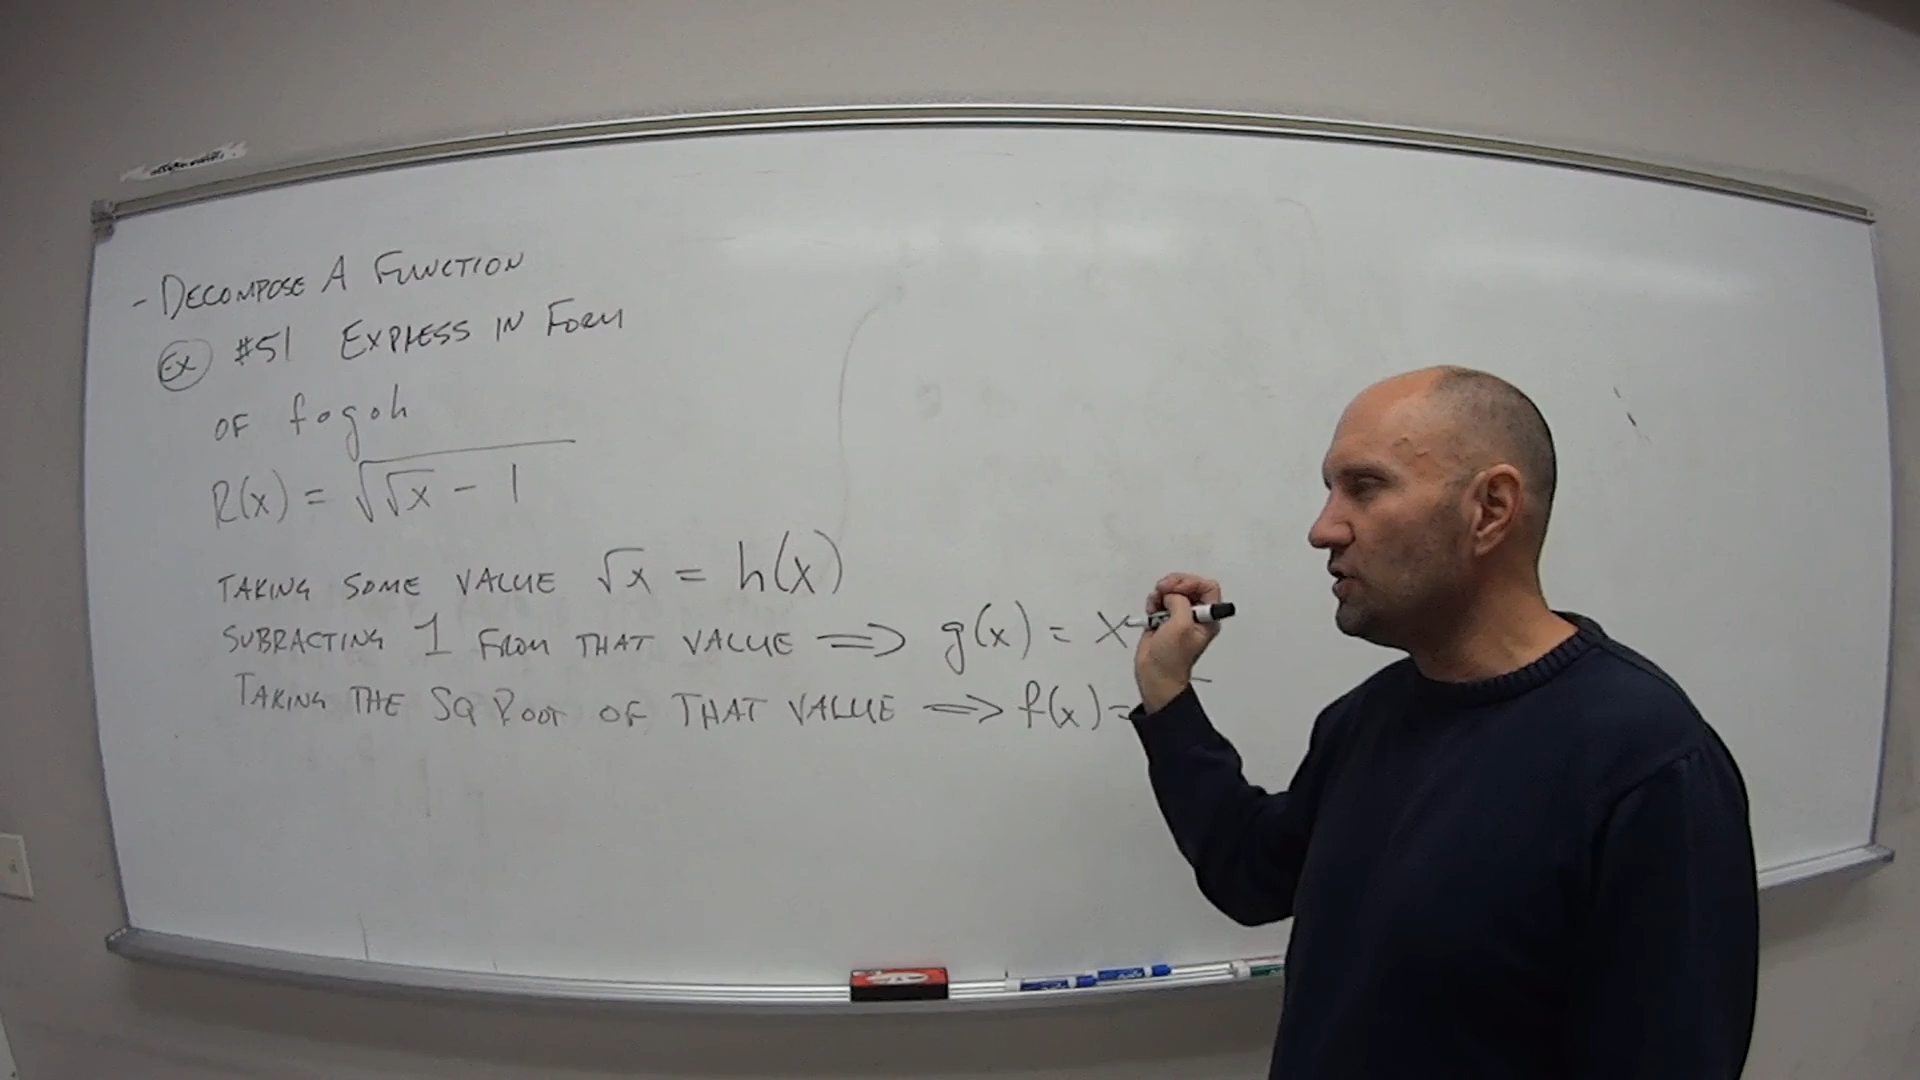 - DECOMPOSE A FUNCTION
Ex #51 EXPRESS IN FORM
OF f∘g∘h
R(x) = √(√x - 1)
TAKING SOME VALUE √x = h(x)
SUBRACTING 1 FROM THAT VALUE ⇒ g(x) = x-
TAKING THE SQ ROOT OF THAT VALUE ⇒ f(x) =